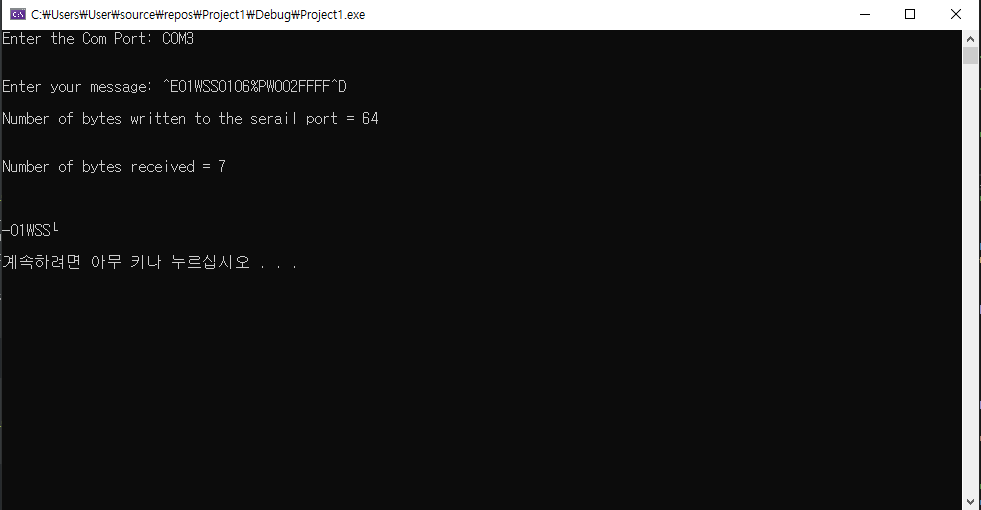 C:\Users\User\source\repos\Project1\Debug\Project1.exe
Enter the Com Port: COM3
Enter your message: ^E01WSS0106%PW002FFFF^D
Number of bytes written to the serail port = 64
Number of bytes received = 7
-01WSS└
계속하려면 아무 키나 누르십시오 . . .